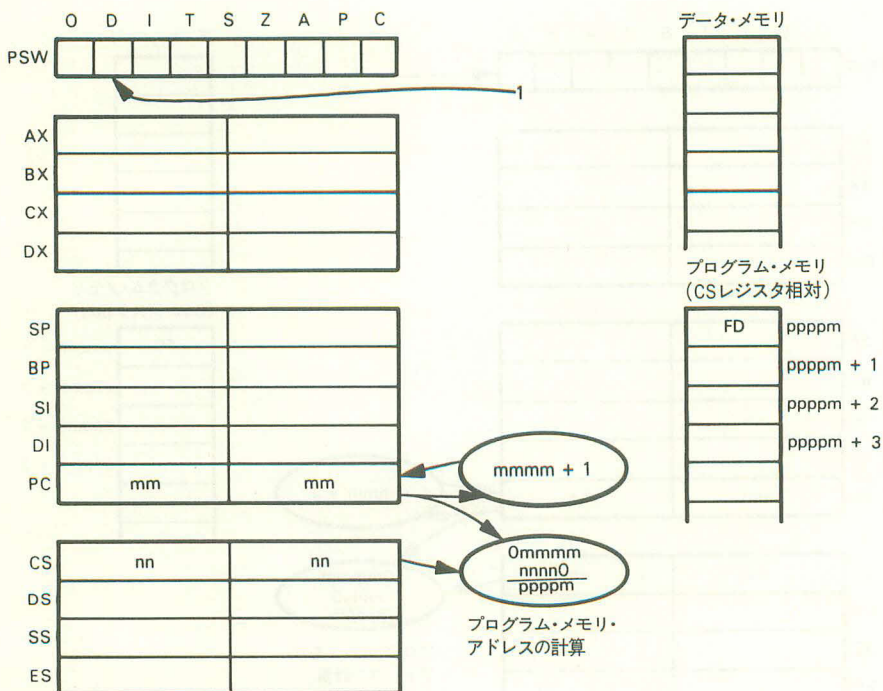 O D I T S Z A P C
PSW
1
AX
BX
CX
DX
SP
BP
SI
DI
PC mm mm
mmmm + 1
CS nn nn
DS
SS
ES
0mmmm
nnnn0
ppppm
プログラム・メモリ・
アドレスの計算
データ・メモリ
プログラム・メモリ
(CSレジスタ相対)
FD ppppm
ppppm + 1
ppppm + 2
ppppm + 3